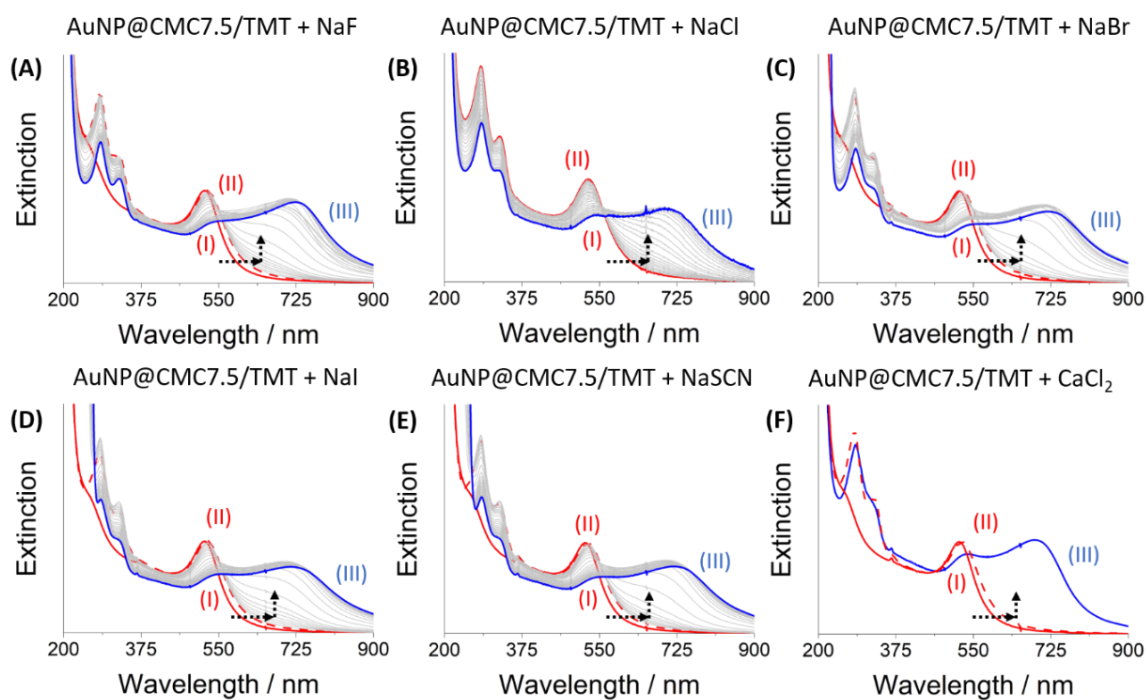 AuNP@CMC7.5/TMT + NaF
AuNP@CMC7.5/TMT + NaCl
AuNP@CMC7.5/TMT + NaBr
(A)
Extinction
(II)
(I)
(III)
200 375 550 725 900
Wavelength / nm
(B)
Extinction
(II)
(I)
(III)
200 375 550 725 900
Wavelength / nm
(C)
Extinction
(II)
(I)
(III)
200 375 550 725 900
Wavelength / nm
AuNP@CMC7.5/TMT + NaI
AuNP@CMC7.5/TMT + NaSCN
AuNP@CMC7.5/TMT + CaCl₂
(D)
Extinction
(II)
(I)
(III)
200 375 550 725 900
Wavelength / nm
(E)
Extinction
(II)
(I)
(III)
200 375 550 725 900
Wavelength / nm
(F)
Extinction
(II)
(I)
(III)
200 375 550 725 900
Wavelength / nm